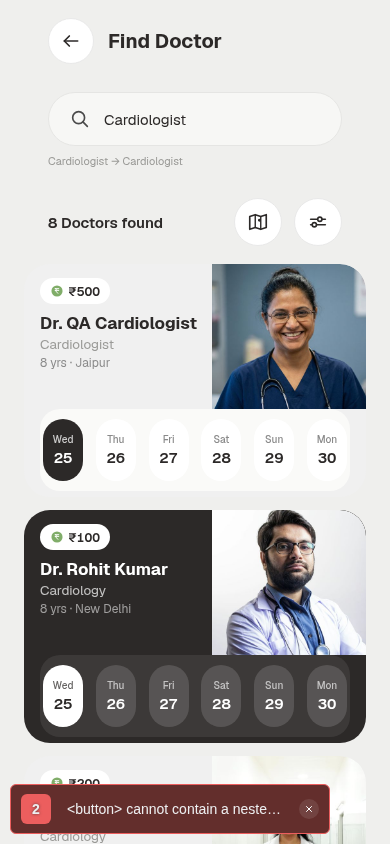 Find Doctor
Cardiologist
Cardiologist → Cardiologist
8 Doctors found
₹500
Dr. QA Cardiologist
Cardiologist
8 yrs · Jaipur
Wed Thu Fri Sat Sun Mon
25 26 27 28 29 30
₹100
Dr. Rohit Kumar
Cardiology
8 yrs · New Delhi
Wed Thu Fri Sat Sun Mon
25 26 27 28 29 30
₹200
2 <button> cannot contain a neste…
Cardiology